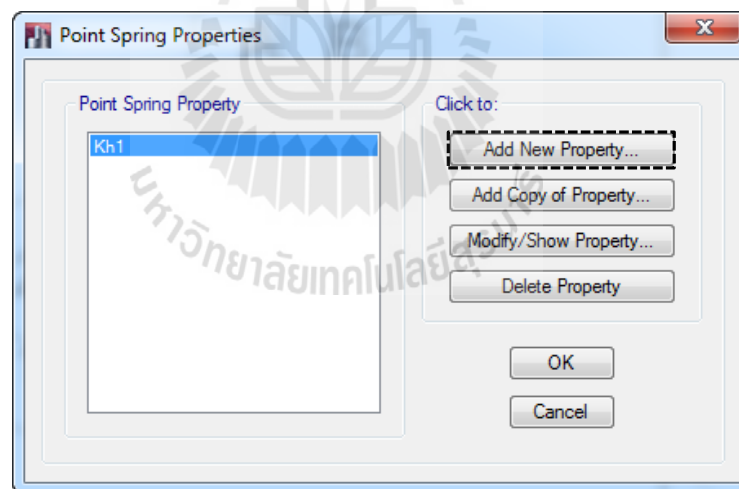 Point Spring Properties
Point Spring Property
Kh1
Click to:
Add New Property...
Add Copy of Property...
Modify/Show Property...
Delete Property
OK
Cancel
มหาวิทยาลัยเทคโนโลยีสุรนารี